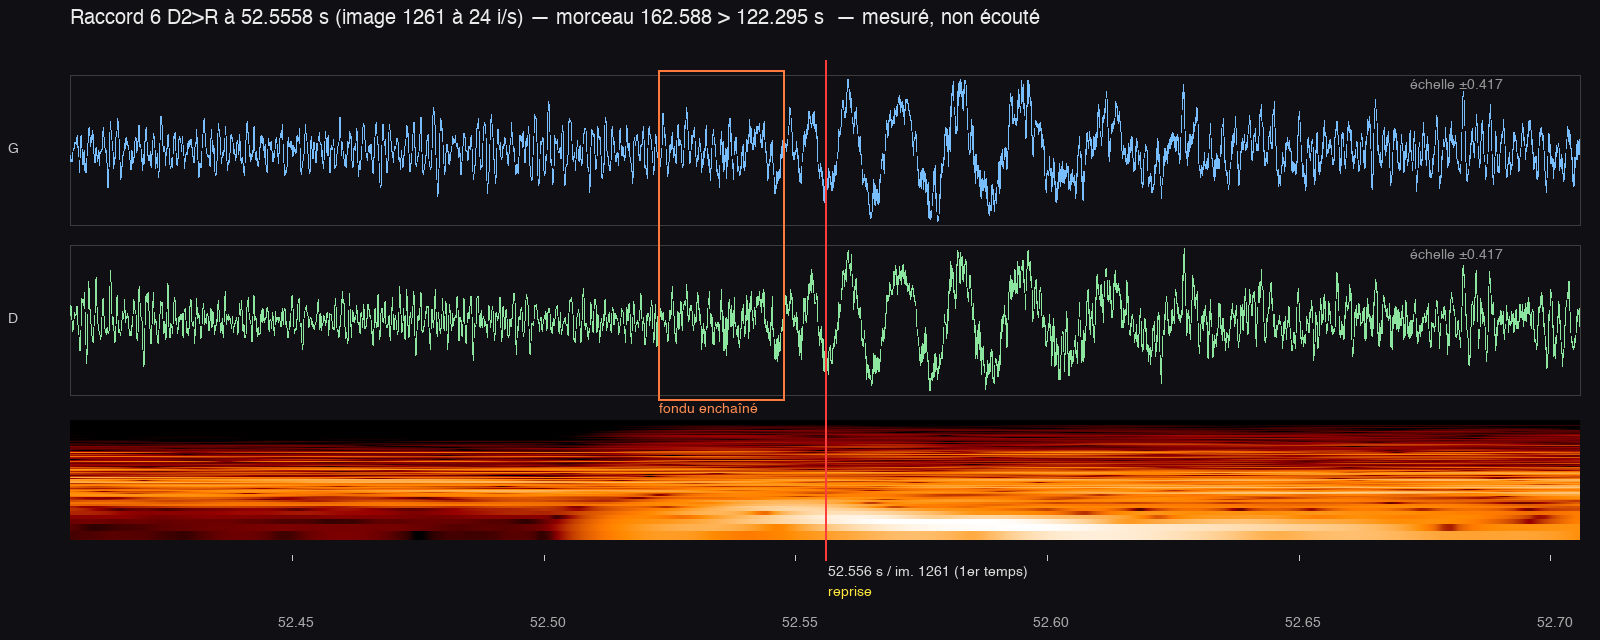 Raccord 6 D2>R à 52.5558 s (image 1261 à 24 i/s) — morceau 162.588 > 122.295 s — mesuré, non écouté
échelle ±0.417
G
échelle ±0.417
D
fondu enchaîné
52.556 s / im. 1261 (1er temps)
reprise
52.45 52.50 52.55 52.60 52.65 52.70